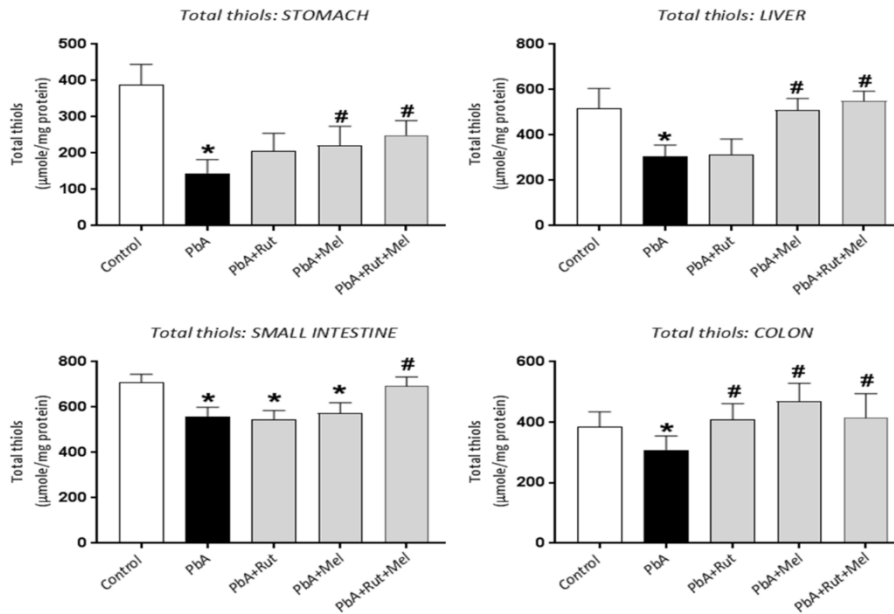 Total thiols: STOMACH
Total thiols
(µmole/mg protein)
500
400
300
200
100
0
*
#
#
Control
PbA
PbA+Rut
PbA+Mel
PbA+Rut+Mel
Total thiols: LIVER
Total thiols
(µmole/mg protein)
800
600
400
200
0
*
#
#
Control
PbA
PbA+Rut
PbA+Mel
PbA+Rut+Mel
Total thiols: SMALL INTESTINE
Total thiols
(µmole/mg protein)
800
600
400
200
0
*
*
*
#
Control
PbA
PbA+Rut
PbA+Mel
PbA+Rut+Mel
Total thiols: COLON
Total thiols
(µmole/mg protein)
600
400
200
0
*
#
#
#
Control
PbA
PbA+Rut
PbA+Mel
PbA+Rut+Mel